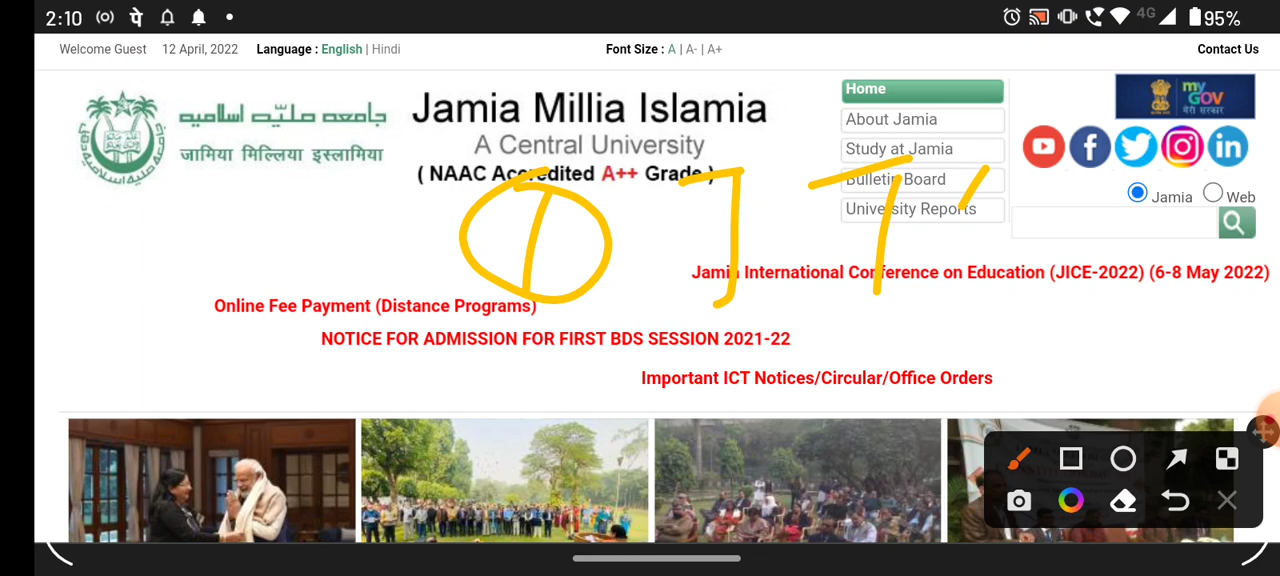 2:10 4G 95%
Welcome Guest 12 April, 2022 Language : English | Hindi Font Size : A | A- | A+ Contact Us
جامعہ ملیّہ اسلامیہ
जामिया मिल्लिया इस्लामिया
Jamia Millia Islamia
A Central University
( NAAC Accredited A++ Grade )
Home
About Jamia
Study at Jamia
Bulletin Board
University Reports
my GOV
मेरी सरकार
Jamia Web
Jamia International Conference on Education (JICE-2022) (6-8 May 2022)
Online Fee Payment (Distance Programs)
NOTICE FOR ADMISSION FOR FIRST BDS SESSION 2021-22
Important ICT Notices/Circular/Office Orders